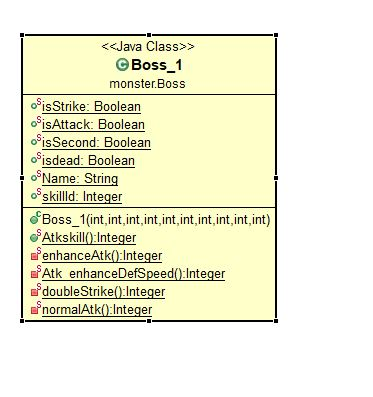 <<Java Class>>
Boss_1
monster.Boss
isStrike: Boolean
isAttack: Boolean
isSecond: Boolean
isdead: Boolean
Name: String
skillId: Integer
Boss_1(int,int,int,int,int,int,int,int,int,int)
Atkskill():Integer
enhanceAtk():Integer
Atk_enhanceDefSpeed():Integer
doubleStrike():Integer
normalAtk():Integer